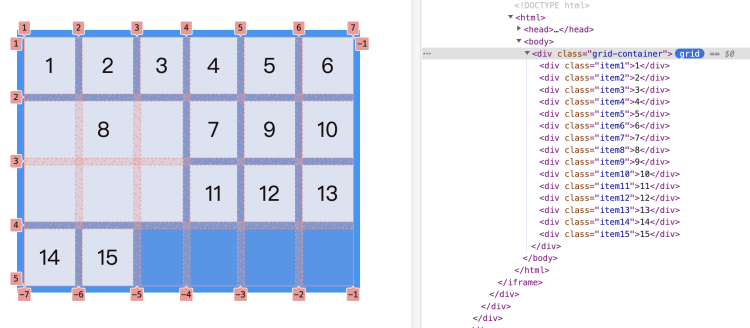 1 2 3 4 5 6 7
1 −1
1 2 3 4 5 6
2
8 7 9 10
3
11 12 13
4
14 15
5
−7 −6 −5 −4 −3 −2 −1
<!DOCTYPE html>
<html>
<head>…</head>
<body>
<div class="grid-container"> grid == $0
<div class="item1">1</div>
<div class="item2">2</div>
<div class="item3">3</div>
<div class="item4">4</div>
<div class="item5">5</div>
<div class="item6">6</div>
<div class="item7">7</div>
<div class="item8">8</div>
<div class="item9">9</div>
<div class="item10">10</div>
<div class="item11">11</div>
<div class="item12">12</div>
<div class="item13">13</div>
<div class="item14">14</div>
<div class="item15">15</div>
</div>
</body>
</html>
</iframe>
</div>
</div>
</div>